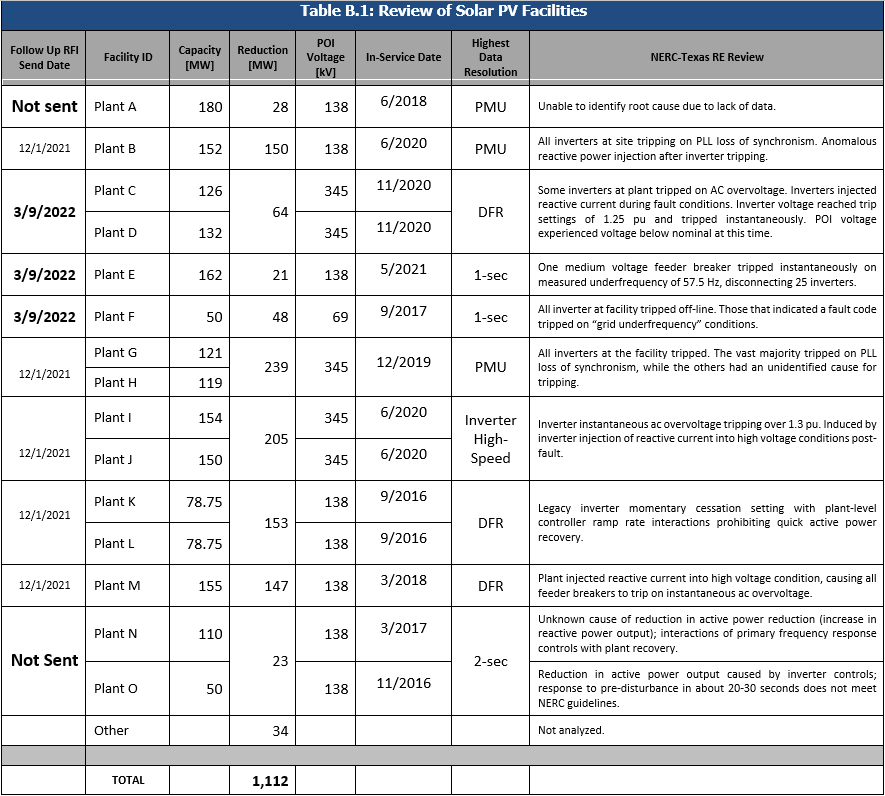 Table B.1: Review of Solar PV Facilities
Follow Up RFI
Send Date
Facility ID
Capacity
[MW]
Reduction
[MW]
POI
Voltage
[kV]
In-Service Date
Highest
Data
Resolution
NERC-Texas RE Review
Not sent
Plant A
180
28
138
6/2018
PMU
Unable to identify root cause due to lack of data.
12/1/2021
Plant B
152
150
138
6/2020
PMU
All inverters at site tripping on PLL loss of synchronism. Anomalous
reactive power injection after inverter tripping.
3/9/2022
Plant C
126
64
345
11/2020
DFR
Some inverters at plant tripped on AC overvoltage. Inverters injected
reactive current during fault conditions. Inverter voltage reached trip
settings of 1.25 pu and tripped instantaneously. POI voltage
experienced voltage below nominal at this time.
Plant D
132
345
11/2020
3/9/2022
Plant E
162
21
138
5/2021
1-sec
One medium voltage feeder breaker tripped instantaneously on
measured underfrequency of 57.5 Hz, disconnecting 25 inverters.
3/9/2022
Plant F
50
48
69
9/2017
1-sec
All inverter at facility tripped off-line. Those that indicated a fault code
tripped on “grid underfrequency” conditions.
12/1/2021
Plant G
121
239
345
12/2019
PMU
All inverters at the facility tripped. The vast majority tripped on PLL
loss of synchronism, while the others had an unidentified cause for
tripping.
Plant H
119
12/1/2021
Plant I
154
205
345
6/2020
Inverter
High-
Speed
Inverter instantaneous ac overvoltage tripping over 1.3 pu. Induced by
inverter injection of reactive current into high voltage conditions post-
fault.
Plant J
150
345
6/2020
12/1/2021
Plant K
78.75
153
138
9/2016
DFR
Legacy inverter momentary cessation setting with plant-level
controller ramp rate interactions prohibiting quick active power
recovery.
Plant L
78.75
138
9/2016
12/1/2021
Plant M
155
147
138
3/2018
DFR
Plant injected reactive current into high voltage condition, causing all
feeder breakers to trip on instantaneous ac overvoltage.
Not Sent
Plant N
110
23
138
3/2017
2-sec
Unknown cause of reduction in active power reduction (increase in
reactive power output); interactions of primary frequency response
controls with plant recovery.
Plant O
50
138
11/2016
Reduction in active power output caused by inverter controls;
response to pre-disturbance in about 20-30 seconds does not meet
NERC guidelines.
Other
34
Not analyzed.
TOTAL
1,112